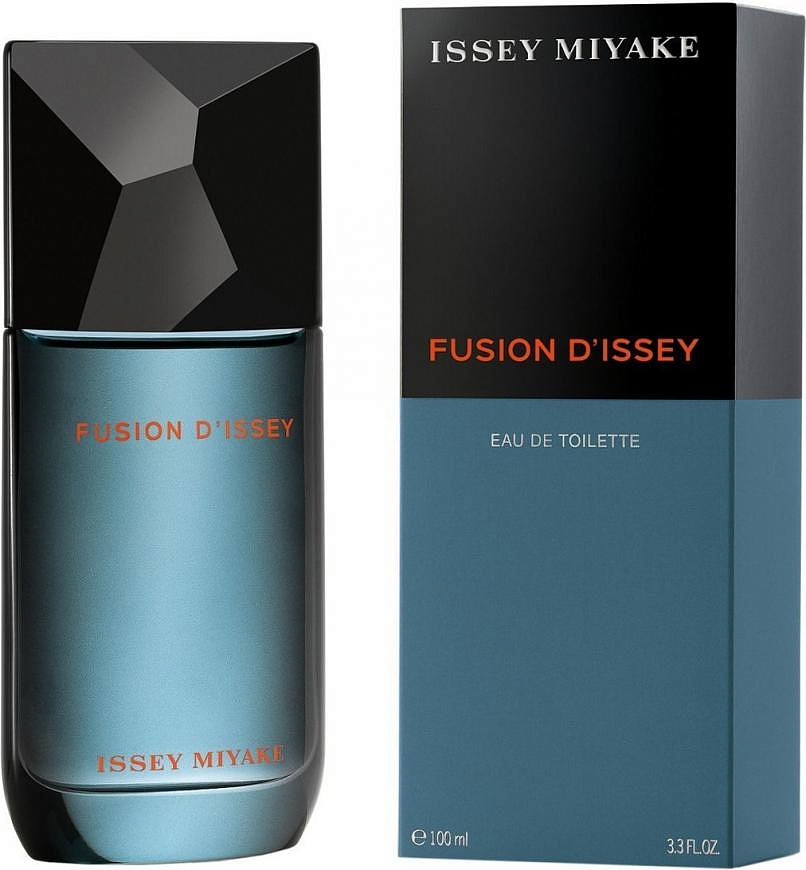 FUSION D'ISSEY
ISSEY MIYAKE
ISSEY MIYAKE
FUSION D'ISSEY
EAU DE TOILETTE
℮100 ml
3.3 FL.OZ.